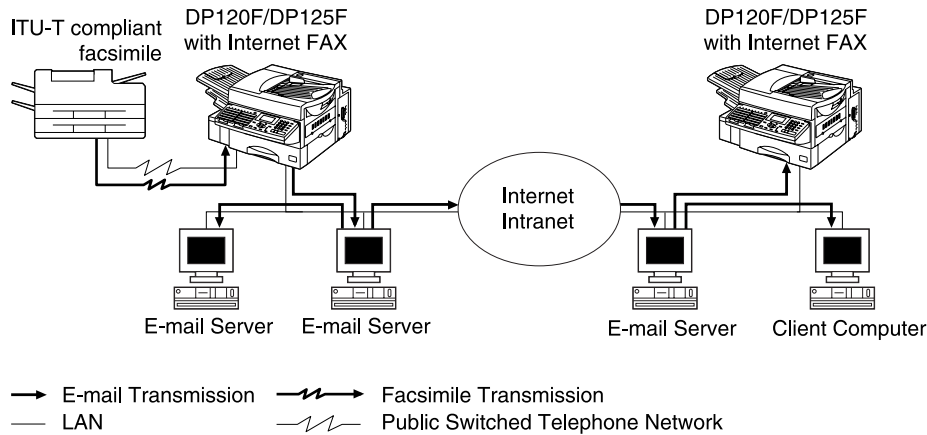 ITU-T compliant
facsimile
DP120F/DP125F
with Internet FAX
DP120F/DP125F
with Internet FAX
Internet
Intranet
E-mail Server
E-mail Server
E-mail Server
Client Computer
E-mail Transmission
Facsimile Transmission
LAN
Public Switched Telephone Network